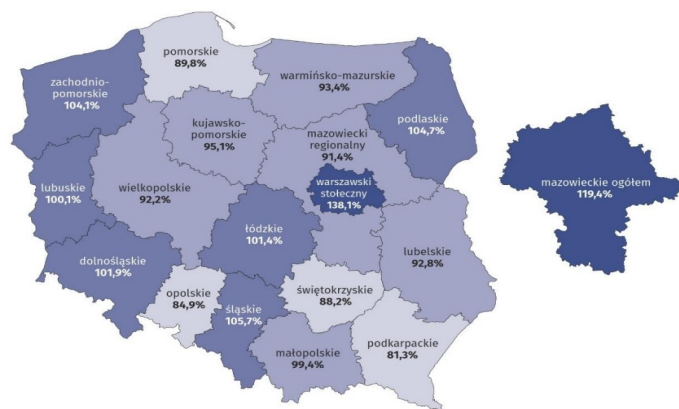 pomorskie
89,8%
warmińsko-mazurskie
93,4%
zachodnio-
pomorskie
104,1%
podlaskie
104,7%
kujawsko-
pomorskie
95,1%
mazowiecki
regionalny
91,4%
warszawski
stołeczny
138,1%
mazowieckie ogółem
119,4%
lubuskie
100,1%
wielkopolskie
92,2%
łódzkie
101,4%
lubelskie
92,8%
dolnośląskie
101,9%
opolskie
84,9%
śląskie
105,7%
świętokrzyskie
88,2%
małopolskie
99,4%
podkarpackie
81,3%